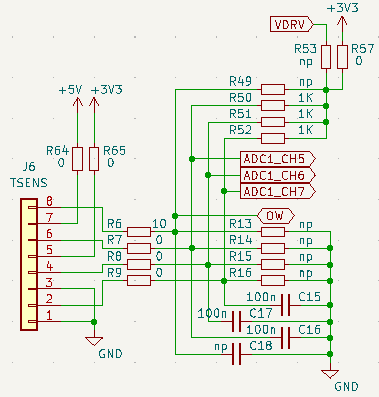 +3V3
VDRV
R53 R67
np 0
+5V +3V3
R49 np
R50 1K
R51 1K
R52 1K
J6
TSENS
R64 R65
0 0
ADC1_CH5
ADC1_CH6
ADC1_CH7
8
7
6
5
4
3
2
1
OW
R6 10
R7 0
R8 0
R9 0
R13 np
R14 np
R15 np
R16 np
100n C15
100n C17
100n C16
np C18
GND
GND